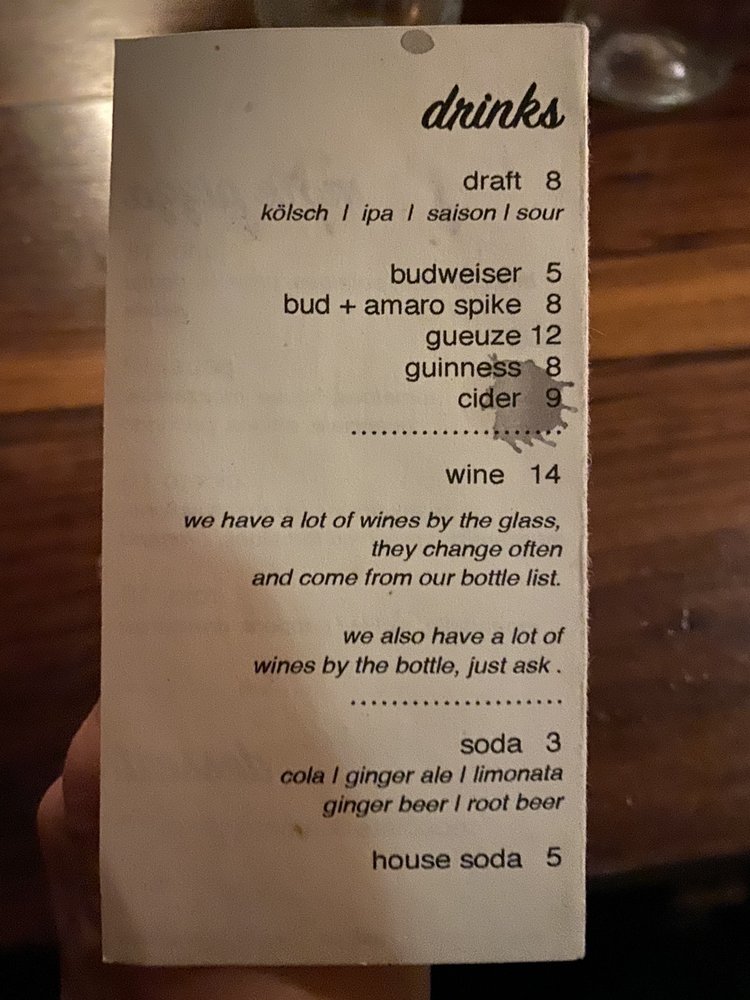 drinks
draft 8
kölsch | ipa | saison | sour
budweiser 5
bud + amaro spike 8
gueuze 12
guinness 8
cider 9
wine 14
we have a lot of wines by the glass,
they change often
and come from our bottle list.
we also have a lot of
wines by the bottle, just ask .
soda 3
cola | ginger ale | limonata
ginger beer | root beer
house soda 5